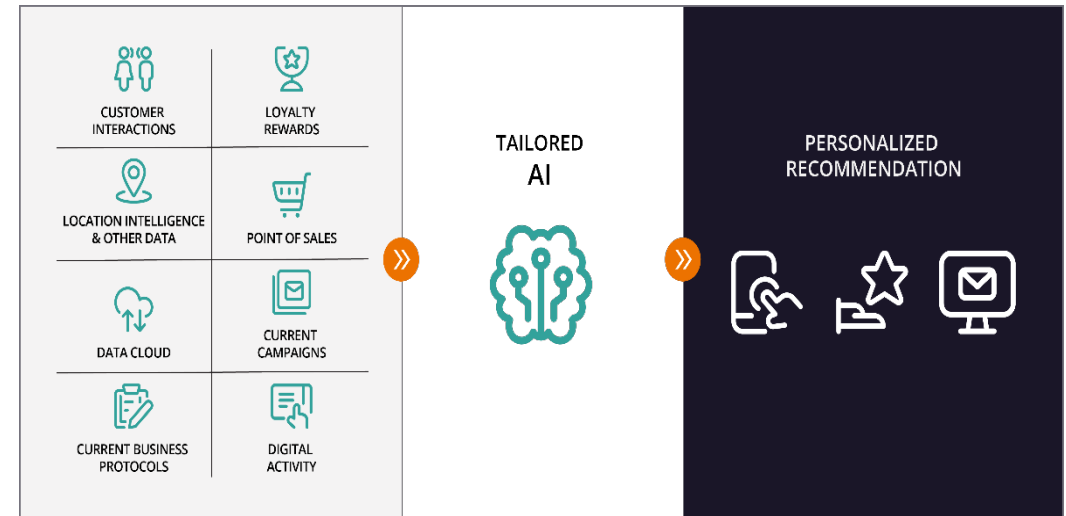 CUSTOMER
INTERACTIONS
LOYALTY
REWARDS
LOCATION INTELLIGENCE
& OTHER DATA
POINT OF SALES
DATA CLOUD
CURRENT
CAMPAIGNS
CURRENT BUSINESS
PROTOCOLS
DIGITAL
ACTIVITY
TAILORED
AI
PERSONALIZED
RECOMMENDATION